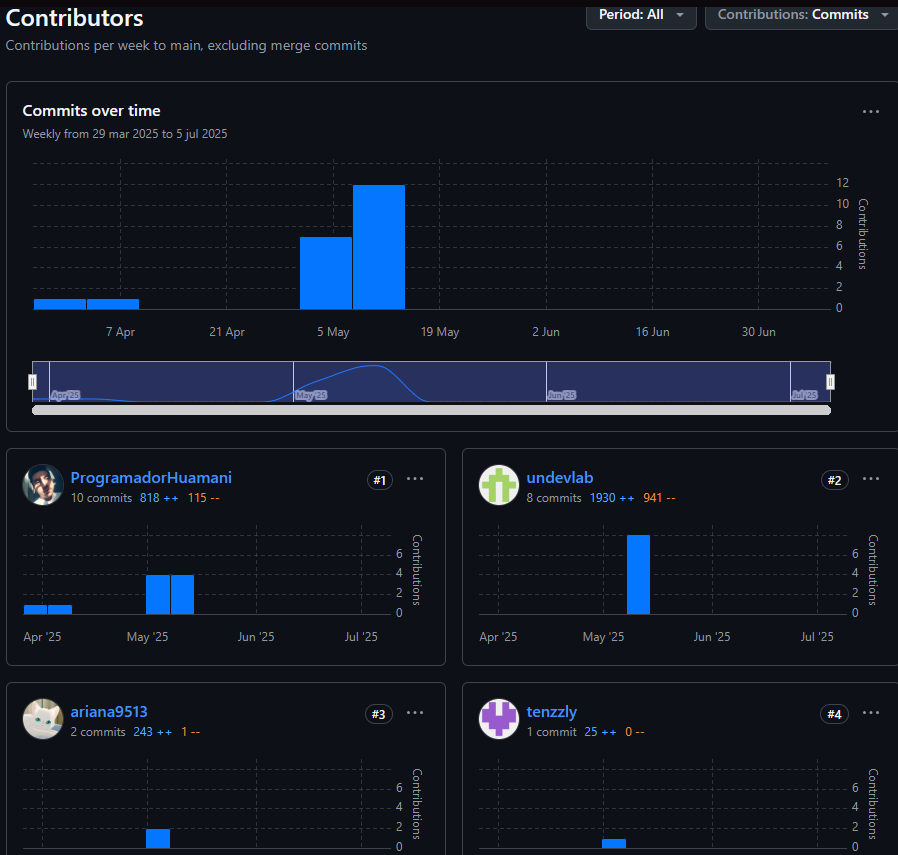 Contributors
Period: All
Contributions: Commits
Contributions per week to main, excluding merge commits
Commits over time
Weekly from 29 mar 2025 to 5 jul 2025
12
10
8
6
4
2
0
Contributions
7 Apr 21 Apr 5 May 19 May 2 Jun 16 Jun 30 Jun
Apr '25 May '25 Jun '25 Jul '25
ProgramadorHuamani
#1
10 commits 818 ++ 115 --
6
4
2
0
Contributions
Apr '25 May '25 Jun '25 Jul '25
undevlab
#2
8 commits 1930 ++ 941 --
6
4
2
0
Contributions
Apr '25 May '25 Jun '25 Jul '25
ariana9513
#3
2 commits 243 ++ 1 --
6
4
2
0
Contributions
tenzzly
#4
1 commit 25 ++ 0 --
6
4
2
0
Contributions